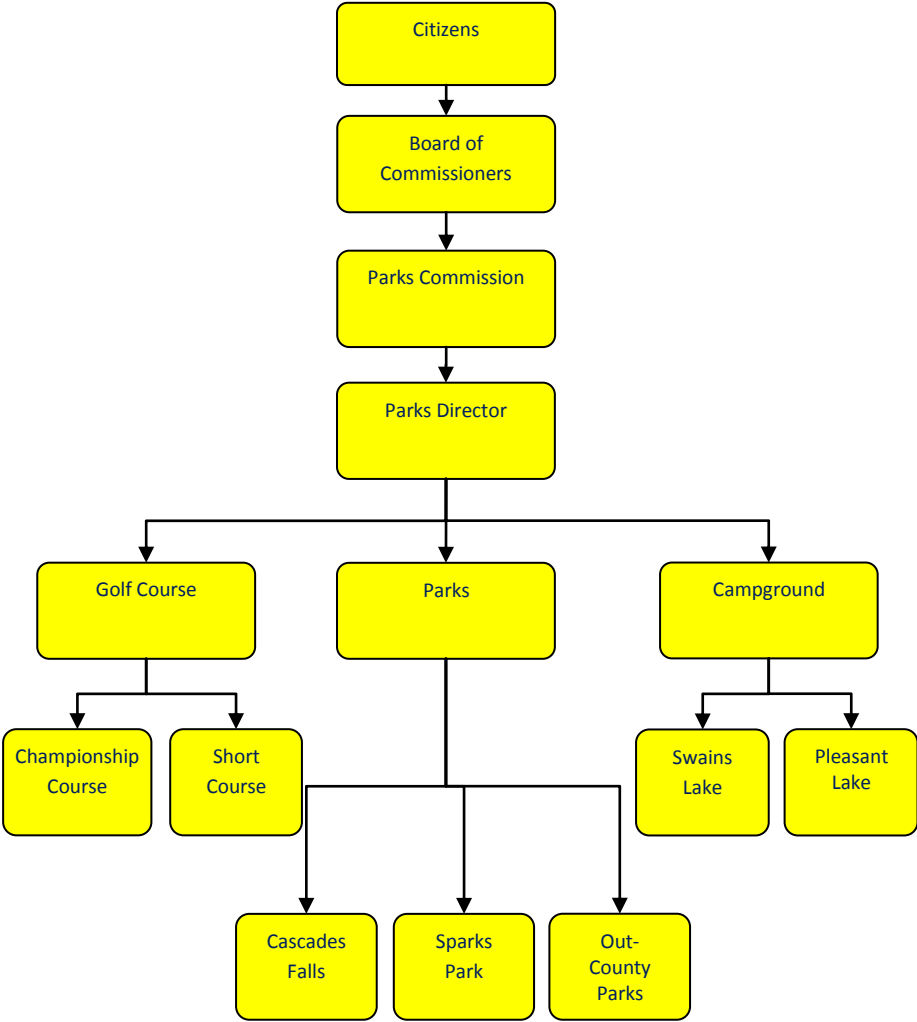 Citizens
Board of
Commissioners
Parks Commission
Parks Director
Golf Course
Parks
Campground
Championship
Course
Short
Course
Swains
Lake
Pleasant
Lake
Cascades
Falls
Sparks
Park
Out-
County
Parks